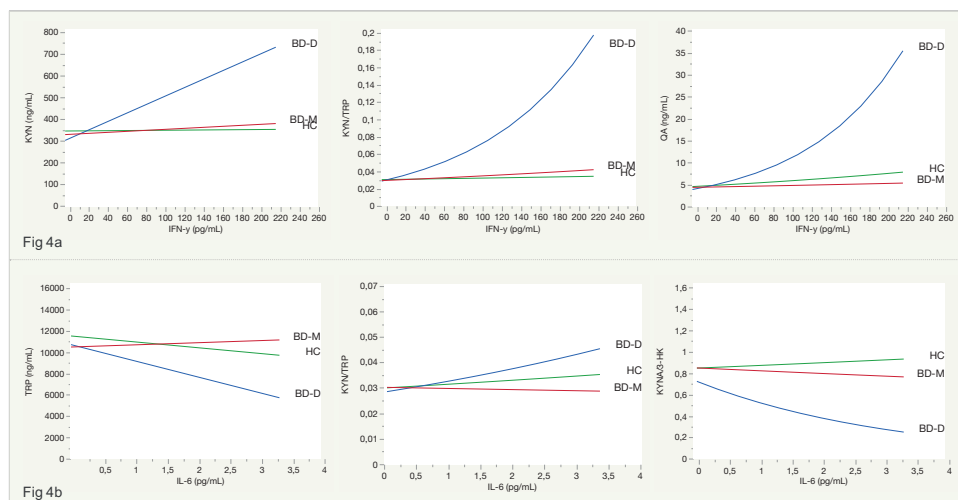 800
700
600
500
400
300
200
100
0
KYN (ng/mL)
BD-D
BD-M
HC
0 20 40 60 80 100 120 140 160 180 200 220 240 260
IFN-y (pg/mL)
0,2
0,18
0,16
0,14
0,12
0,1
0,08
0,06
0,04
0,02
0
KYN/TRP
BD-D
BD-M
HC
0 20 40 60 80 100 120 140 160 180 200 220 240 260
IFN-y (pg/mL)
40
35
30
25
20
15
10
5
0
QA (ng/mL)
BD-D
HC
BD-M
0 20 40 60 80 100 120 140 160 180 200 220 240 260
IFN-y (pg/mL)
Fig 4a
16000
14000
12000
10000
8000
6000
4000
2000
0
TRP (ng/mL)
BD-M
HC
BD-D
0,5 1 1,5 2 2,5 3 3,5 4
IL-6 (pg/mL)
0,07
0,06
0,05
0,04
0,03
0,02
0,01
0
KYN/TRP
BD-D
HC
BD-M
0 0,5 1 1,5 2 2,5 3 3,5 4
IL-6 (pg/mL)
1,6
1,4
1,2
1
0,8
0,6
0,4
0,2
0
KYNA/3-HK
HC
BD-M
BD-D
0 0,5 1 1,5 2 2,5 3 3,5 4
IL-6 (pg/mL)
Fig 4b